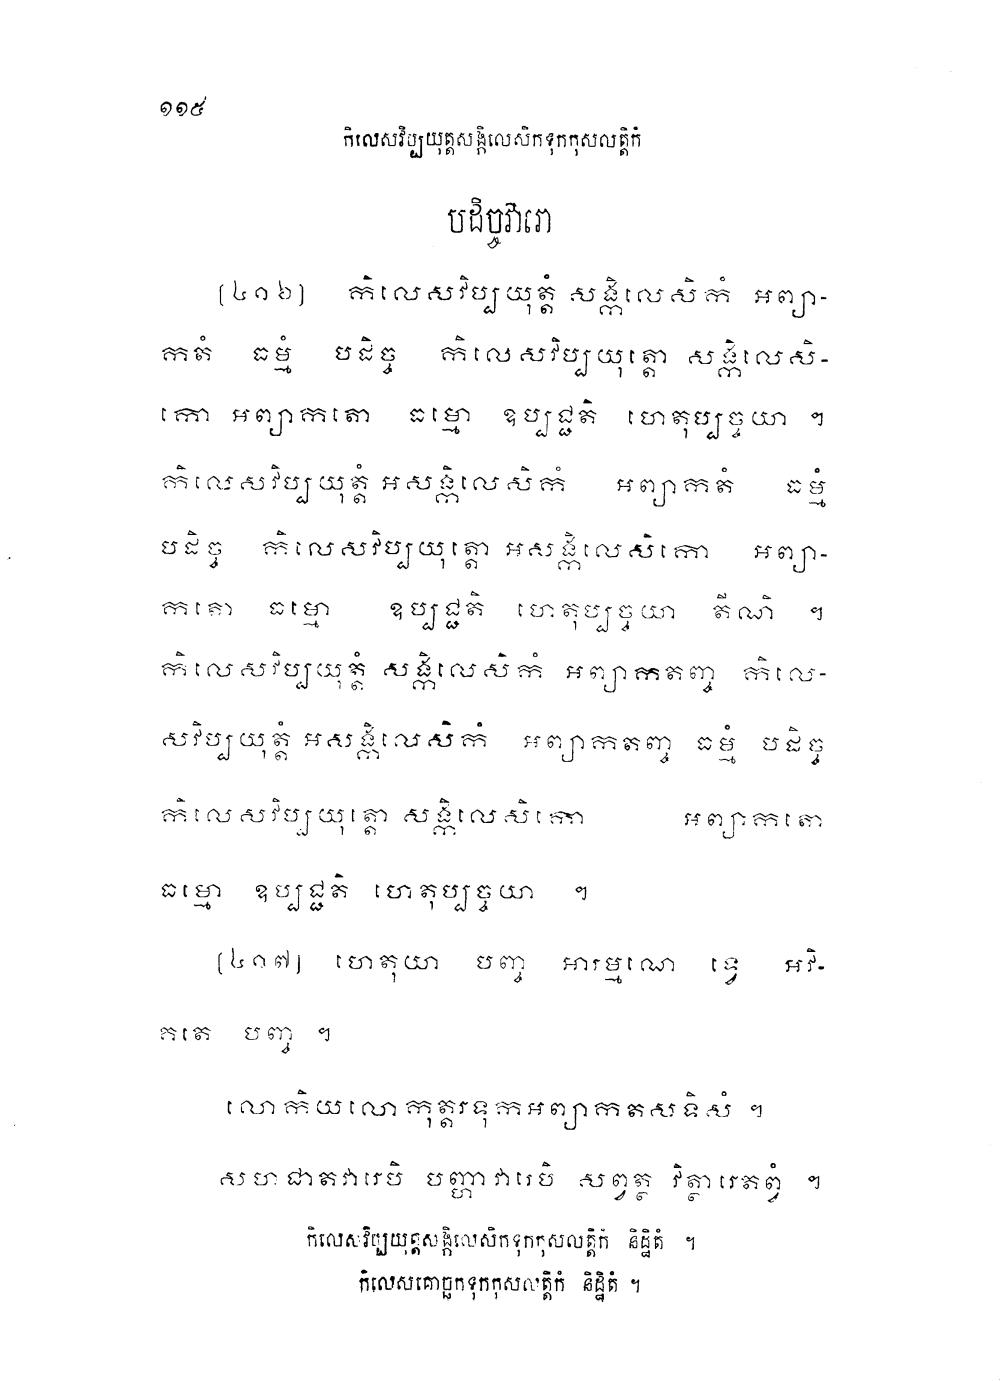 ១១៥
កិលេសវិប្បយុត្តសង្កិលេសិកទុកកុសលត្តិកំ
បដិច្ចវារោ
(៤១៦) កិលេសវិប្បយុត្តំ សង្កិលេសិកំ អព្យា-
កតំ ធម្មំ បដិច្ច កិលេសវិប្បយុត្តោ សង្កិលេសិ-
កោ អព្យាកតោ ធម្មោ ឧប្បជ្ជតិ ហេតុប្បច្ចយា ។
កិលេសវិប្បយុត្តំ អសង្កិលេសិកំ អព្យាកតំ ធម្មំ
បដិច្ច កិលេសវិប្បយុត្តោ អសង្កិលេសិកោ អព្យា-
កតោ ធម្មោ ឧប្បជ្ជតិ ហេតុប្បច្ចយា តីណិ ។
កិលេសវិប្បយុត្តំ សង្កិលេសិកំ អព្យាកតញ្ច កិលេ-
សវិប្បយុត្តំ អសង្កិលេសិកំ អព្យាកតញ្ច ធម្មំ បដិច្ច
កិលេសវិប្បយុត្តោ សង្កិលេសិកោ អព្យាកតោ
ធម្មោ ឧប្បជ្ជតិ ហេតុប្បច្ចយា ។
(៤១៧) ហេតុយា បញ្ច អារម្មណេ ទ្វេ អវិ-
កតេ បញ្ច ។
លោកិយលោកុត្តរទុកអព្យាកតសទិសំ ។
សហជាតវារេបិ បញ្ហាវារេបិ សព្វត្ថ វិត្ថារេតព្វំ ។
កិលេសវិប្បយុត្តសង្កិលេសិកទុកកុសលត្តិកំ និដ្ឋិតំ ។
កិលេសគោច្ឆកទុកកុសលត្តិកំ និដ្ឋិតំ ។